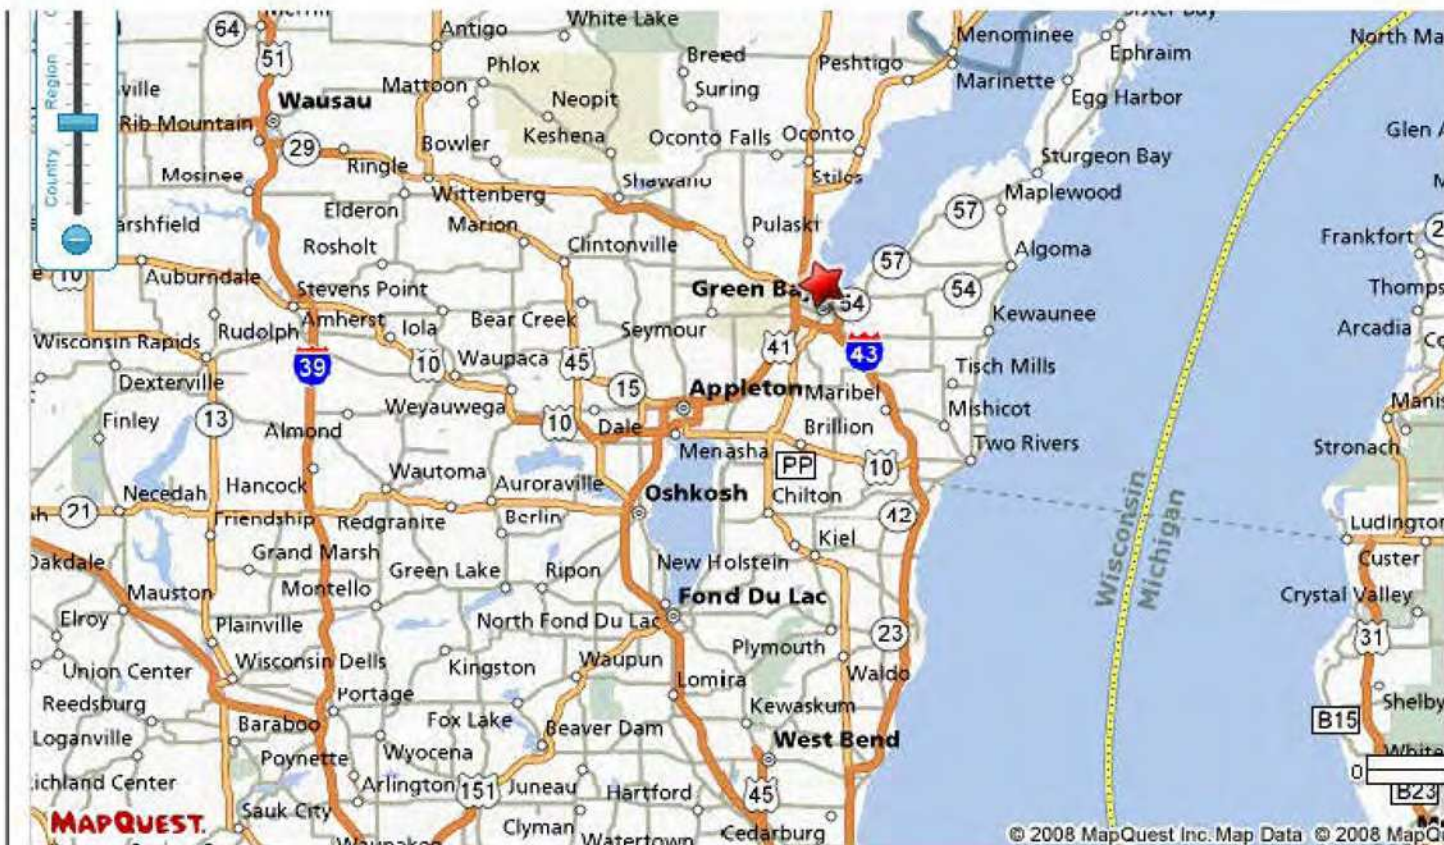 64
Antigo
White Lake
Menominee
Ephraim
North Ma
51
Phlox
Breed
Peshtigo
Marinette
Region
ville
Wausau
Mattoon
Neopit
Suring
Egg Harbor
Rib Mountain
Keshena
Oconto Falls
Oconto
Glen A
29
Bowler
Sturgeon Bay
Country
Mosinee
Ringle
Wittenberg
Shawano
Stiles
Maplewood
Elderon
Marion
Pulaski
57
arshfield
Rosholt
Clintonville
Algoma
Frankfort
57
10
Auburndale
Stevens Point
Green Bay
54
54
Thomps
Rudolph
Amherst
Iola
Bear Creek
Seymour
Kewaunee
Arcadia
Wisconsin Rapids
39
10
Waupaca
45
41
43
Tisch Mills
Dexterville
15
Appleton
Maribel
Finley
13
Weyauwega
10
Dale
Mishicot
Manis
Almond
Menasha
Brillion
Two Rivers
Stronach
PP
10
Wautoma
Auroraville
Necedah
Hancock
Oshkosh
Chilton
21
Friendship
Redgranite
Berlin
42
Wisconsin
Michigan
Ludington
Oakdale
Grand Marsh
Kiel
Custer
Mauston
Montello
Green Lake
Ripon
New Holstein
Crystal Valley
Elroy
Fond Du Lac
Plainville
North Fond Du Lac
Plymouth
23
31
Union Center
Wisconsin Dells
Kingston
Waupun
Waldo
Reedsburg
Portage
Lomira
Shelby
Baraboo
Fox Lake
Beaver Dam
Kewaskum
B15
Loganville
Poynette
Wyocena
West Bend
White
Richland Center
Arlington
151
Juneau
Hartford
45
0
B23
MAPQUEST.
Sauk City
Clyman
Watertown
Cedarburg
© 2008 MapQuest Inc. Map Data © 2008 MapQu